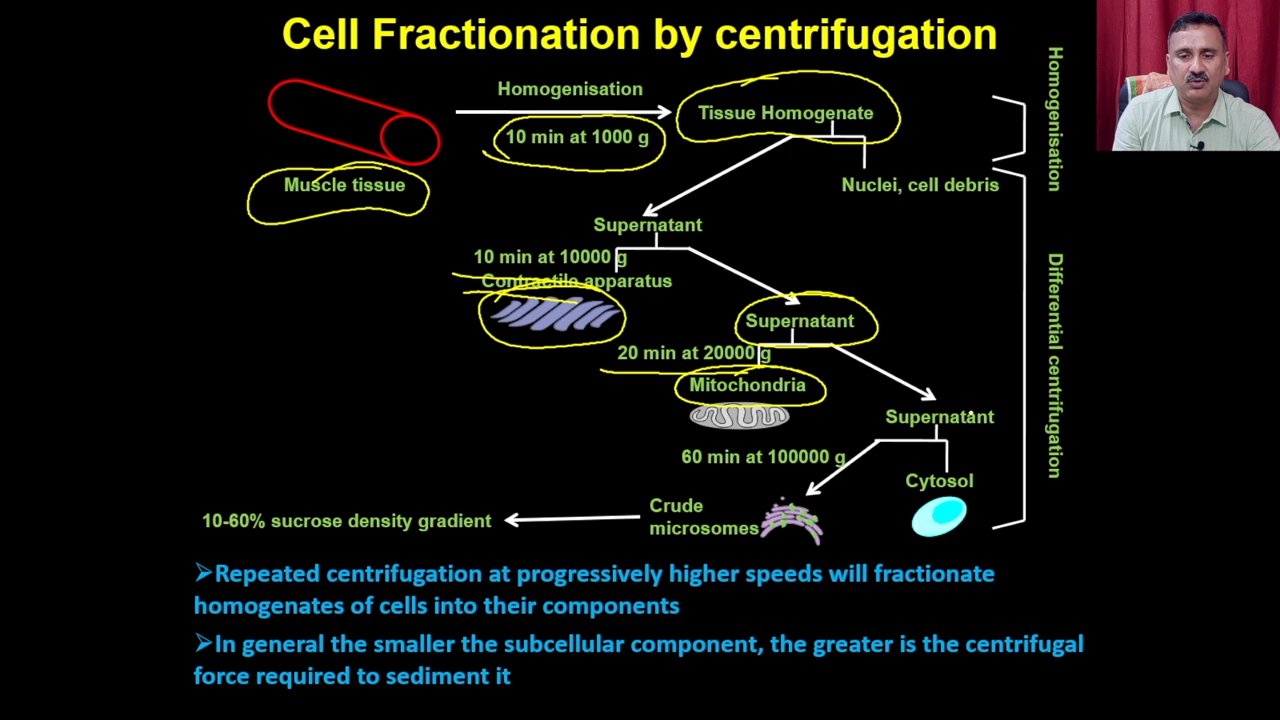 Cell Fractionation by centrifugation
Homogenisation
10 min at 1000 g
Tissue Homogenate
Muscle tissue
Nuclei, cell debris
Supernatant
10 min at 10000 g
Contractile apparatus
Supernatant
20 min at 20000 g
Mitochondria
Supernatant
60 min at 100000 g
Cytosol
Crude
microsomes
10-60% sucrose density gradient
Homogenisation
Differential centrifugation
➢Repeated centrifugation at progressively higher speeds will fractionate
homogenates of cells into their components
➢In general the smaller the subcellular component, the greater is the centrifugal
force required to sediment it